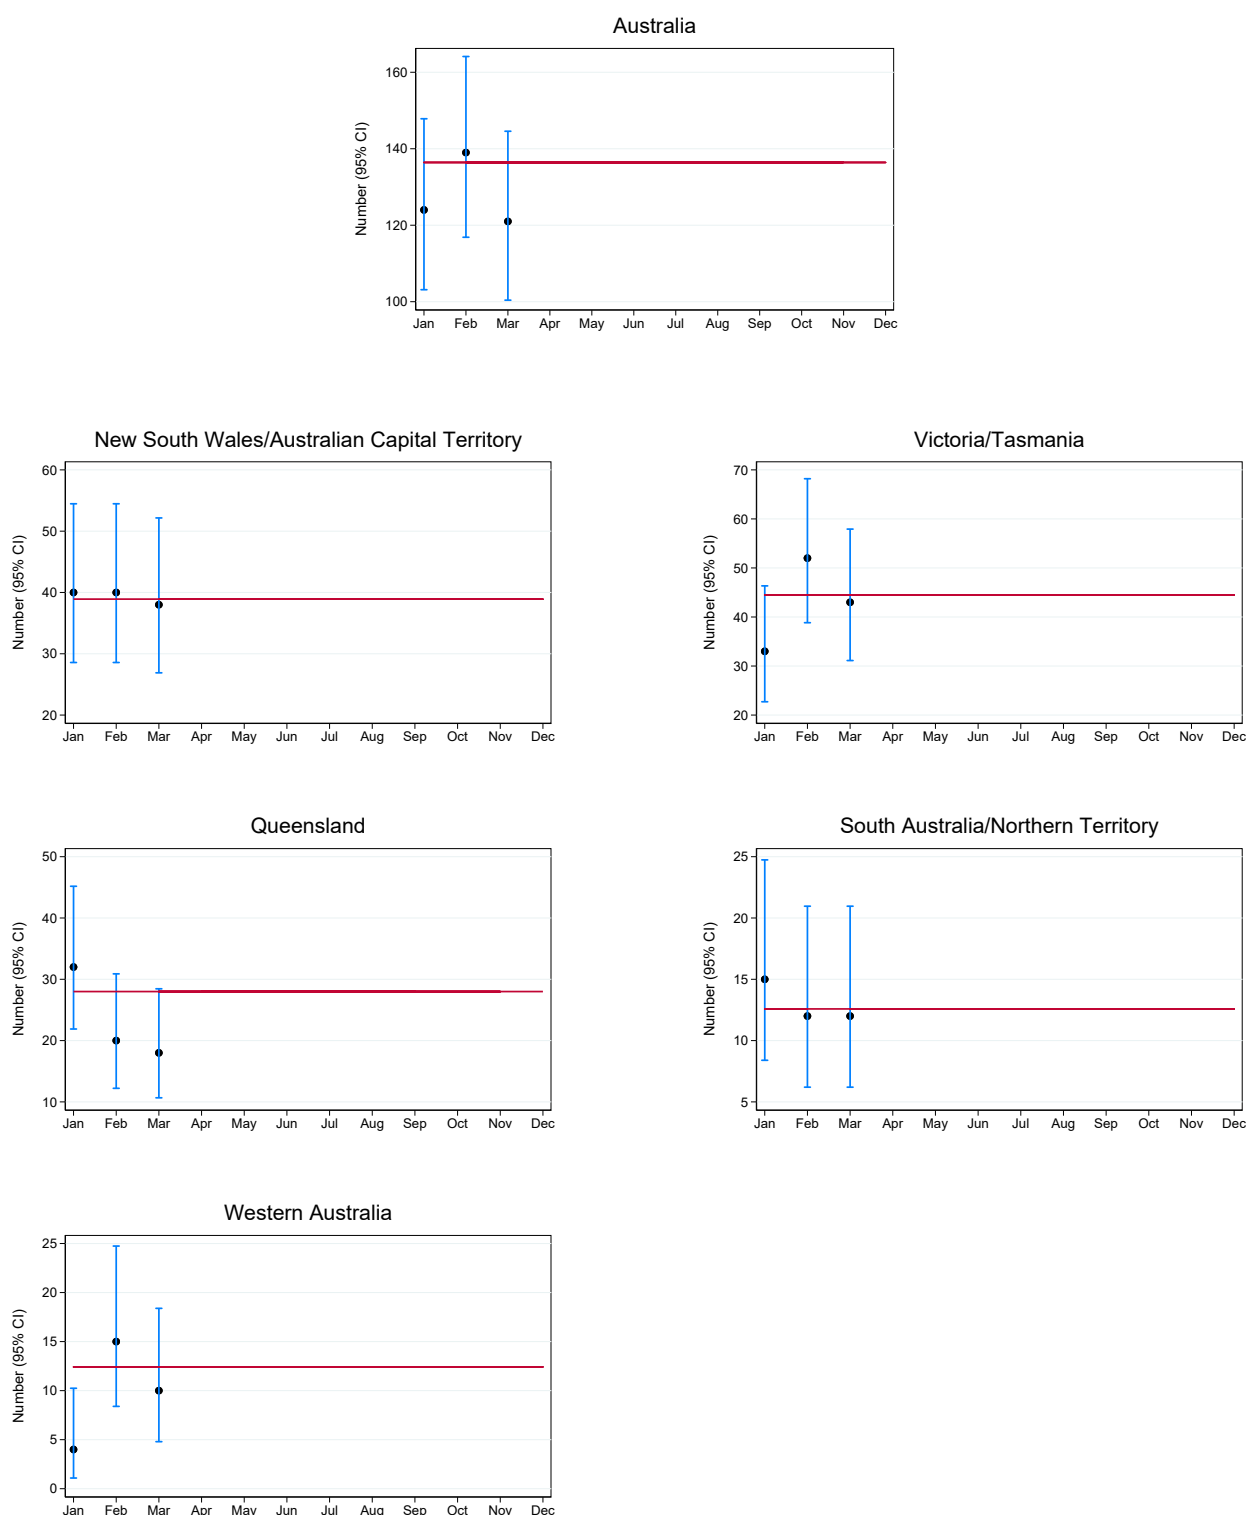 Australia
Number (95% CI)
160
140
120
100
Jan Feb Mar Apr May Jun Jul Aug Sep Oct Nov Dec
New South Wales/Australian Capital Territory
Number (95% CI)
60
50
40
30
20
Jan Feb Mar Apr May Jun Jul Aug Sep Oct Nov Dec
Victoria/Tasmania
Number (95% CI)
70
60
50
40
30
20
Jan Feb Mar Apr May Jun Jul Aug Sep Oct Nov Dec
Queensland
Number (95% CI)
50
40
30
20
10
Jan Feb Mar Apr May Jun Jul Aug Sep Oct Nov Dec
South Australia/Northern Territory
Number (95% CI)
25
20
15
10
5
Jan Feb Mar Apr May Jun Jul Aug Sep Oct Nov Dec
Western Australia
Number (95% CI)
25
20
15
10
5
0
Jan Feb Mar Apr May Jun Jul Aug Sep Oct Nov Dec